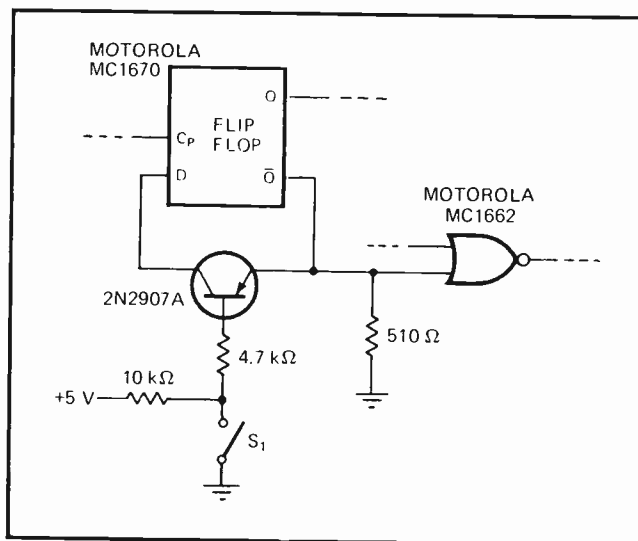 MOTOROLA
MC1670
Q
FLIP
FLOP
CP
D
Q̅
MOTOROLA
MC1662
2N2907A
4.7 kΩ
510 Ω
10 kΩ
+5 V
S₁